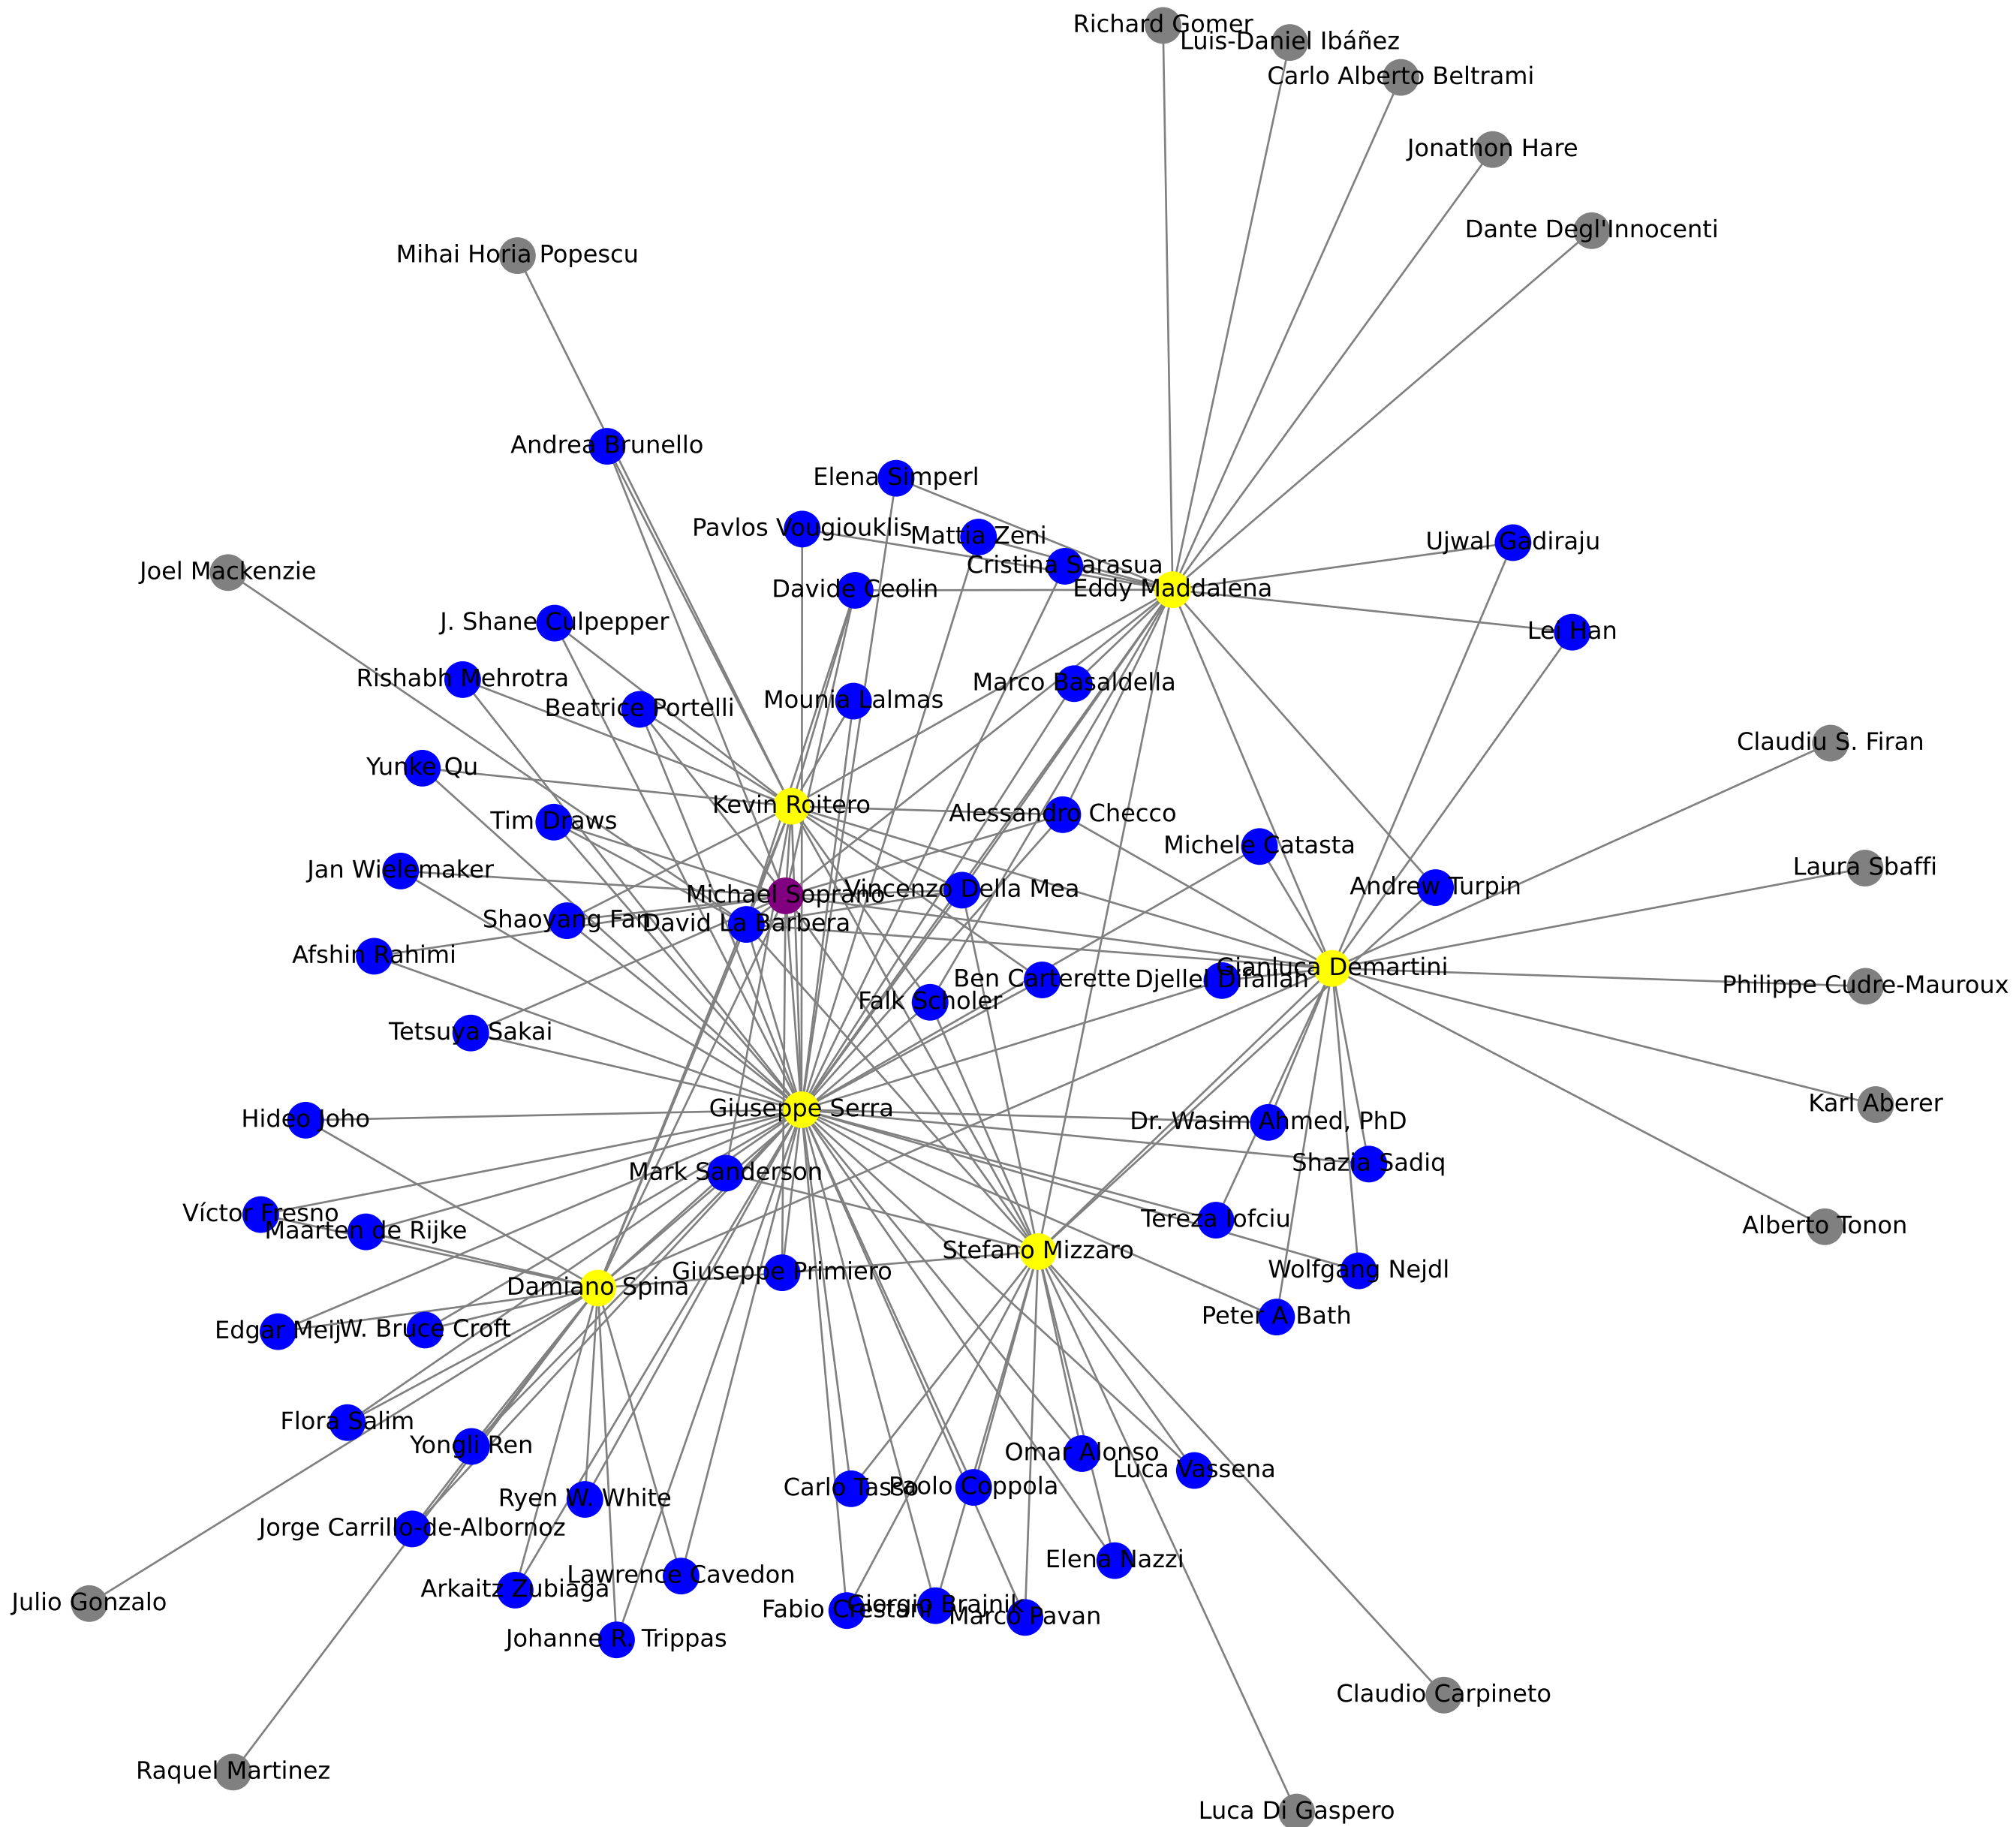 Richard Gomer
Luis-Daniel Ibáñez
Carlo Alberto Beltrami
Jonathon Hare
Dante Degl'Innocenti
Mihai Horia Popescu
Andrea Brunello
Elena Simperl
Pavlos Vougiouklis
Mattia Zeni
Ujwal Gadiraju
Cristina Sarasua
Joel Mackenzie
Davide Ceolin
Eddy Maddalena
J. Shane Culpepper
Lei Han
Rishabh Mehrotra
Marco Basaldella
Mounia Lalmas
Beatrice Portelli
Claudiu S. Firan
Yunke Qu
Kevin Roitero
Alessandro Checco
Tim Draws
Michele Catasta
Laura Sbaffi
Jan Wielemaker
Andrew Turpin
Vincenzo Della Mea
Michael Soprano
Shaoyang Fan
David La Barbera
Afshin Rahimi
Gianluca Demartini
Ben Carterette
Djellel Difallah
Philippe Cudre-Mauroux
Falk Scholer
Tetsuya Sakai
Karl Aberer
Giuseppe Serra
Hideo Joho
Dr. Wasim Ahmed, PhD
Shazia Sadiq
Mark Sanderson
Víctor Fresno
Tereza Iofciu
Alberto Tonon
Maarten de Rijke
Stefano Mizzaro
Wolfgang Nejdl
Giuseppe Primiero
Damiano Spina
Peter A Bath
Edgar Meij
W. Bruce Croft
Flora Salim
Yongli Ren
Omar Alonso
Luca Vassena
Carlo Tasso
Paolo Coppola
Ryen W. White
Jorge Carrillo-de-Albornoz
Elena Nazzi
Lawrence Cavedon
Arkaitz Zubiaga
Julio Gonzalo
Fabio Crestani
Giorgio Brajnik
Marco Pavan
Johanne R. Trippas
Claudio Carpineto
Raquel Martinez
Luca Di Gaspero